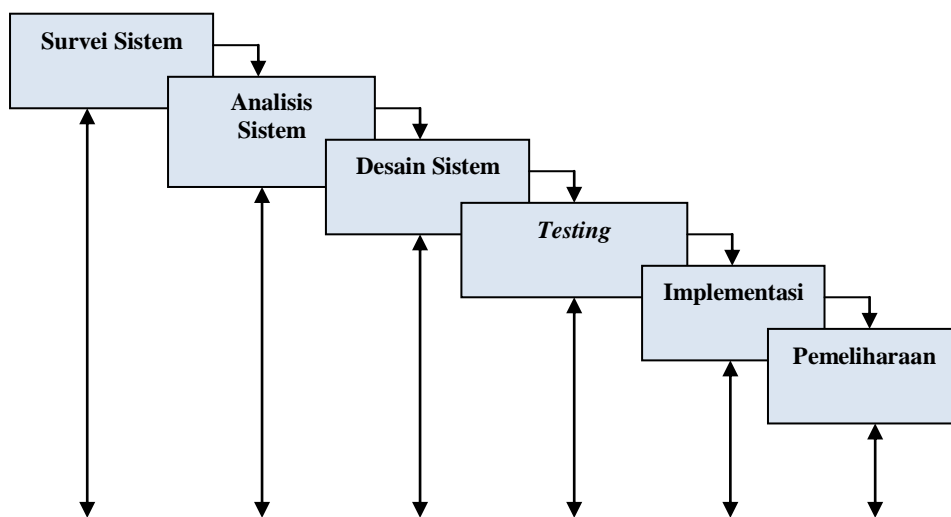 Survei Sistem
Analisis
Sistem
Desain Sistem
Testing
Implementasi
Pemeliharaan